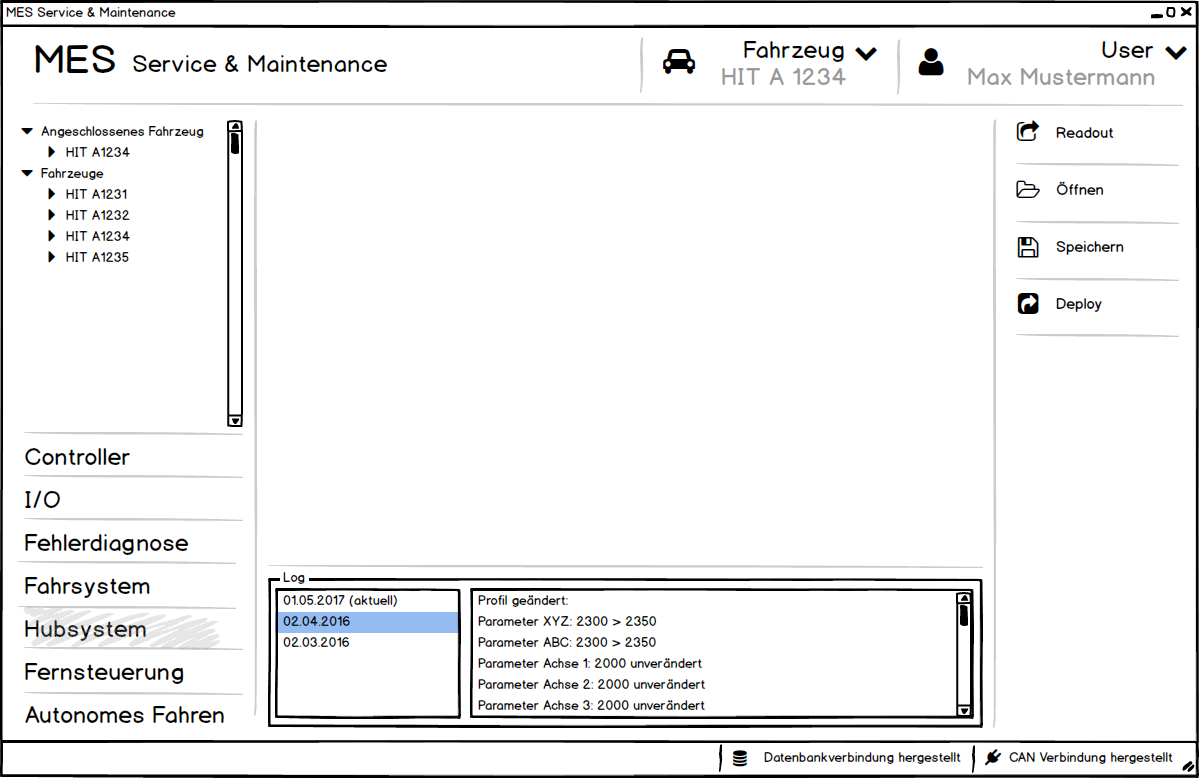 MES Service & Maintenance
MES Service & Maintenance
Fahrzeug
HIT A 1234
User
Max Mustermann
Angeschlossenes Fahrzeug
HIT A1234
Fahrzeuge
HIT A1231
HIT A1232
HIT A1234
HIT A1235
Controller
I/O
Fehlerdiagnose
Fahrsystem
Hubsystem
Fernsteuerung
Autonomes Fahren
Log
01.05.2017 (aktuell)
02.04.2016
02.03.2016
Profil geändert:
Parameter XYZ: 2300 > 2350
Parameter ABC: 2300 > 2350
Parameter Achse 1: 2000 unverändert
Parameter Achse 2: 2000 unverändert
Parameter Achse 3: 2000 unverändert
Readout
Öffnen
Speichern
Deploy
Datenbankverbindung hergestellt
CAN Verbindung hergestellt